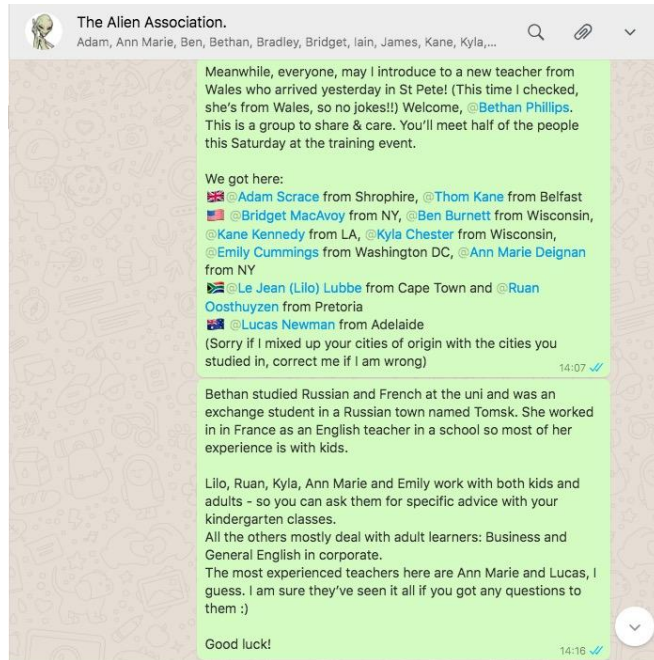 The Alien Association.
Adam, Ann Marie, Ben, Bethan, Bradley, Bridget, Iain, James, Kane, Kyla,...
Meanwhile, everyone, may I introduce to a new teacher from
Wales who arrived yesterday in St Pete! (This time I checked,
she's from Wales, so no jokes!!) Welcome, @Bethan Phillips.
This is a group to share & care. You'll meet half of the people
this Saturday at the training event.
We got here:
🇬🇧 @Adam Scrace from Shrophire, @Thom Kane from Belfast
🇺🇸 @Bridget MacAvoy from NY, @Ben Burnett from Wisconsin,
@Kane Kennedy from LA, @Kyla Chester from Wisconsin,
@Emily Cummings from Washington DC, @Ann Marie Deignan
from NY
🇿🇦 @Le Jean (Lilo) Lubbe from Cape Town and @Ruan
Oosthuyzen from Pretoria
🇦🇺 @Lucas Newman from Adelaide
(Sorry if I mixed up your cities of origin with the cities you
studied in, correct me if I am wrong)
14:07
Bethan studied Russian and French at the uni and was an
exchange student in a Russian town named Tomsk. She worked
in in France as an English teacher in a school so most of her
experience is with kids.
Lilo, Ruan, Kyla, Ann Marie and Emily work with both kids and
adults - so you can ask them for specific advice with your
kindergarten classes.
All the others mostly deal with adult learners: Business and
General English in corporate.
The most experienced teachers here are Ann Marie and Lucas, I
guess. I am sure they've seen it all if you got any questions to
them :)
Good luck!
14:16